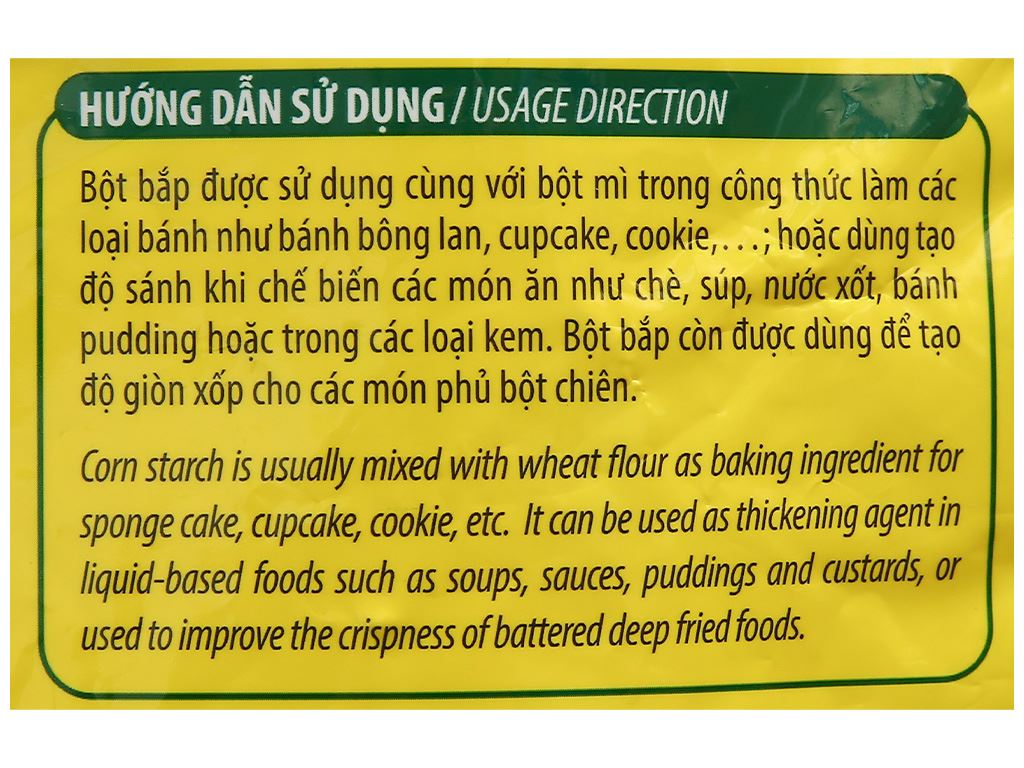 HƯỚNG DẪN SỬ DỤNG / USAGE DIRECTION
Bột bắp được sử dụng cùng với bột mì trong công thức làm các
loại bánh như bánh bông lan, cupcake, cookie,...; hoặc dùng tạo
độ sánh khi chế biến các món ăn như chè, súp, nước xốt, bánh
pudding hoặc trong các loại kem. Bột bắp còn được dùng để tạo
độ giòn xốp cho các món phủ bột chiên.
Corn starch is usually mixed with wheat flour as baking ingredient for
sponge cake, cupcake, cookie, etc. It can be used as thickening agent in
liquid-based foods such as soups, sauces, puddings and custards, or
used to improve the crispness of battered deep fried foods.